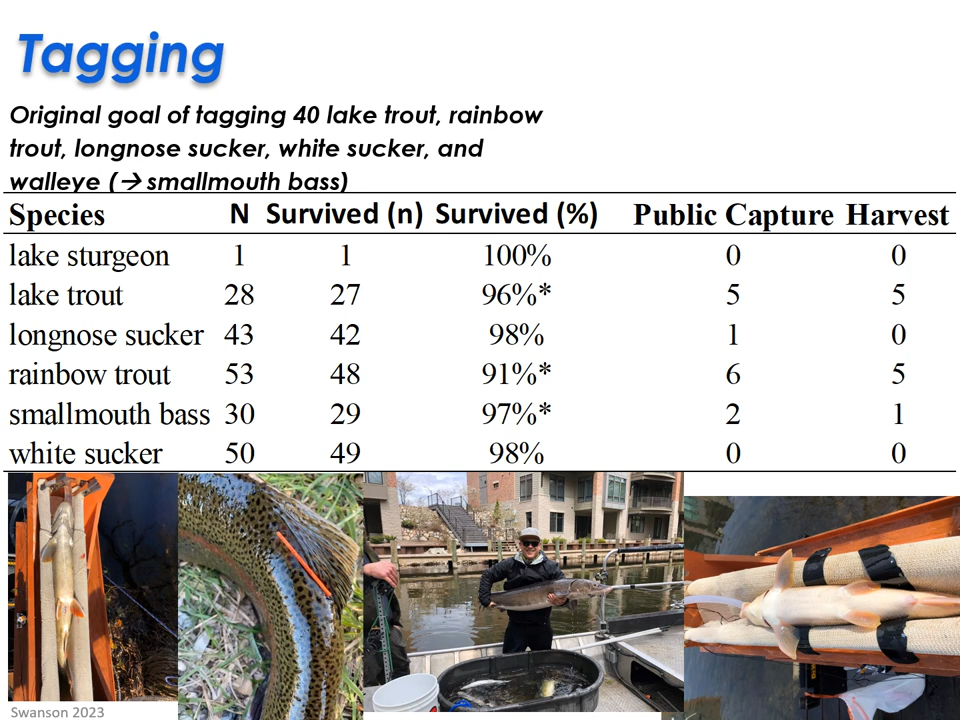 Tagging
Original goal of tagging 40 lake trout, rainbow
trout, longnose sucker, white sucker, and
walleye (→ smallmouth bass)
Species N Survived (n) Survived (%) Public Capture Harvest
lake sturgeon 1 1 100% 0 0
lake trout 28 27 96%* 5 5
longnose sucker 43 42 98% 1 0
rainbow trout 53 48 91%* 6 5
smallmouth bass 30 29 97%* 2 1
white sucker 50 49 98% 0 0
Swanson 2023